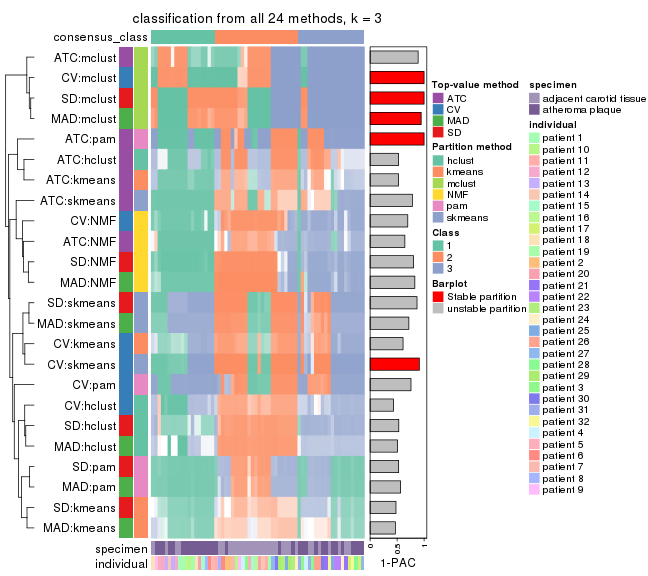 classification from all 24 methods, k = 3
consensus_class
ATC:mclust
CV:mclust
SD:mclust
MAD:mclust
ATC:pam
ATC:hclust
ATC:kmeans
ATC:skmeans
CV:NMF
ATC:NMF
SD:NMF
MAD:NMF
SD:skmeans
MAD:skmeans
CV:kmeans
CV:skmeans
CV:pam
CV:hclust
SD:hclust
MAD:hclust
SD:pam
MAD:pam
SD:kmeans
MAD:kmeans
specimen
individual
0
0.5
1
1-PAC
Top-value method
ATC
CV
MAD
SD
Partition method
hclust
kmeans
mclust
NMF
pam
skmeans
Class
1
2
3
Barplot
Stable partition
unstable partition
specimen
adjacent carotid tissue
atheroma plaque
individual
patient 1
patient 10
patient 11
patient 12
patient 13
patient 14
patient 15
patient 16
patient 17
patient 18
patient 19
patient 2
patient 20
patient 21
patient 22
patient 23
patient 24
patient 25
patient 26
patient 27
patient 28
patient 29
patient 3
patient 30
patient 31
patient 32
patient 4
patient 5
patient 6
patient 7
patient 8
patient 9